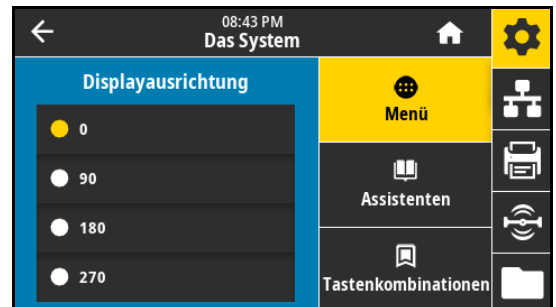 08:43 PM
Das System
Displayausrichtung
0
90
180
270
Menü
Assistenten
Tastenkombinationen